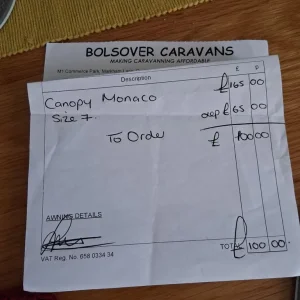 BOLSOVER CARAVANS
MAKING CARAVANNING AFFORDABLE
Description
£ p
Canopy Monaco £165 00
Size 7. dep £65 00
To Order £ 100 00
AWNING DETAILS
TOTAL £100 00
VAT Reg. No. 658 0334 34